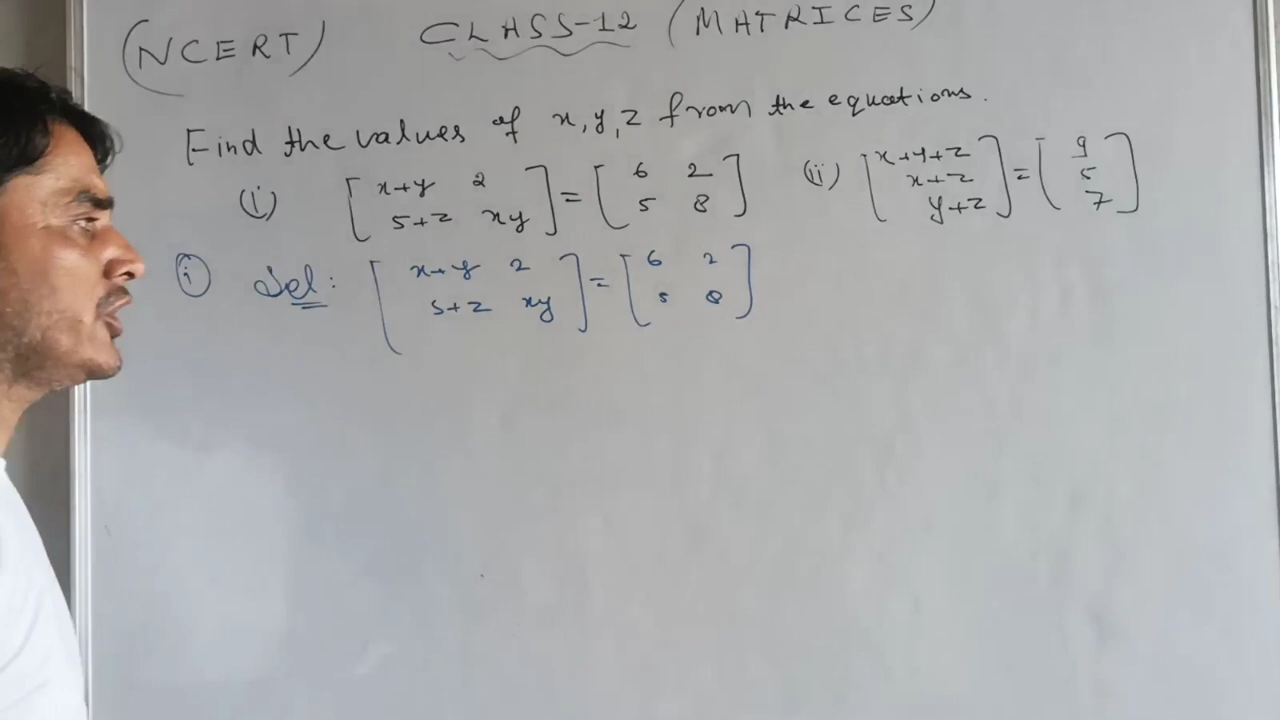 (NCERT) CLASS-12 (MATRICES)
Find the values of x, y, z from the equations.
(i) [x+y 2 = [6 2 (ii) [x+y+z = [9
5+z xy] 5 8] x+z 5
y+z] 7]
(i) Sol: [x+y 2 = [6 2
5+z xy] 5 8]